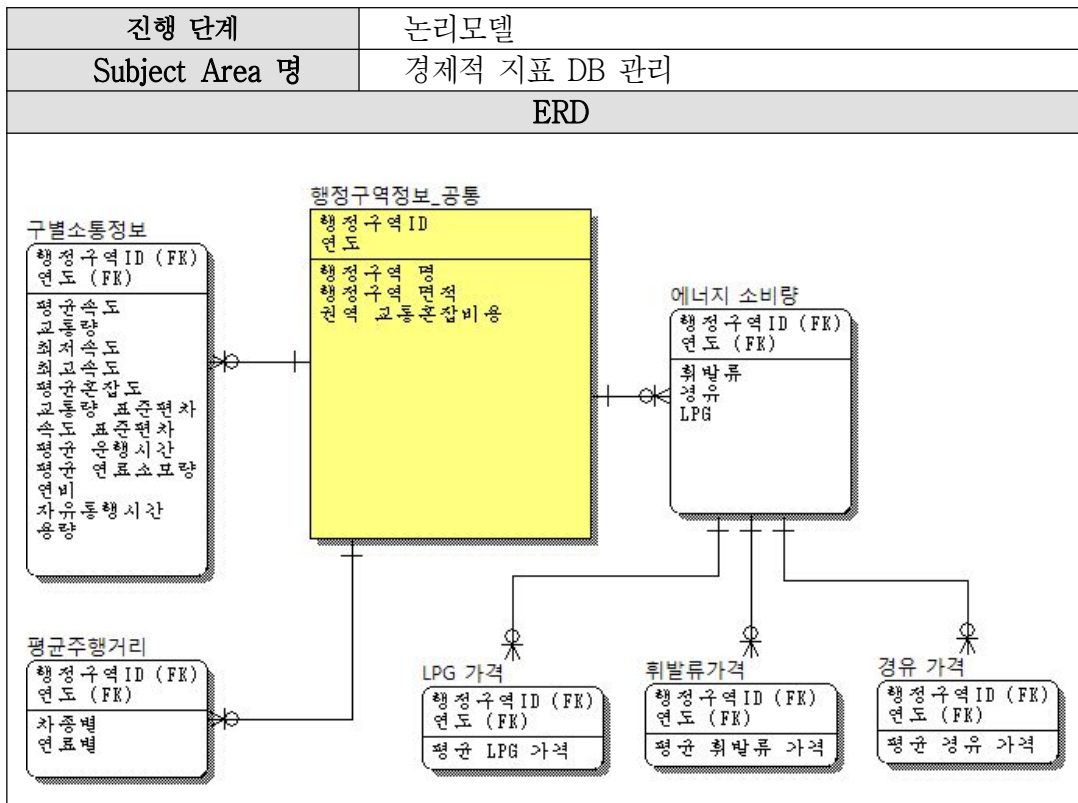 진행 단계
논리모델
Subject Area 명
경제적 지표 DB 관리
ERD
행정구역정보_공통
행정구역ID
연도
행정구역 명
행정구역 면적
권역 교통혼잡비용
구별소통정보
행정구역ID (FK)
연도 (FK)
평균속도
교통량
최저속도
최고속도
평균혼잡도
교통량 표준편차
속도 표준편차
평균 운행시간
평균 연료소모량
연비
자유통행시간
용량
에너지 소비량
행정구역ID (FK)
연도 (FK)
휘발류
경유
LPG
평균주행거리
행정구역ID (FK)
연도 (FK)
차종별
연료별
LPG 가격
행정구역ID (FK)
연도 (FK)
평균 LPG 가격
휘발류가격
행정구역ID (FK)
연도 (FK)
평균 휘발류 가격
경유 가격
행정구역ID (FK)
연도 (FK)
평균 경유 가격